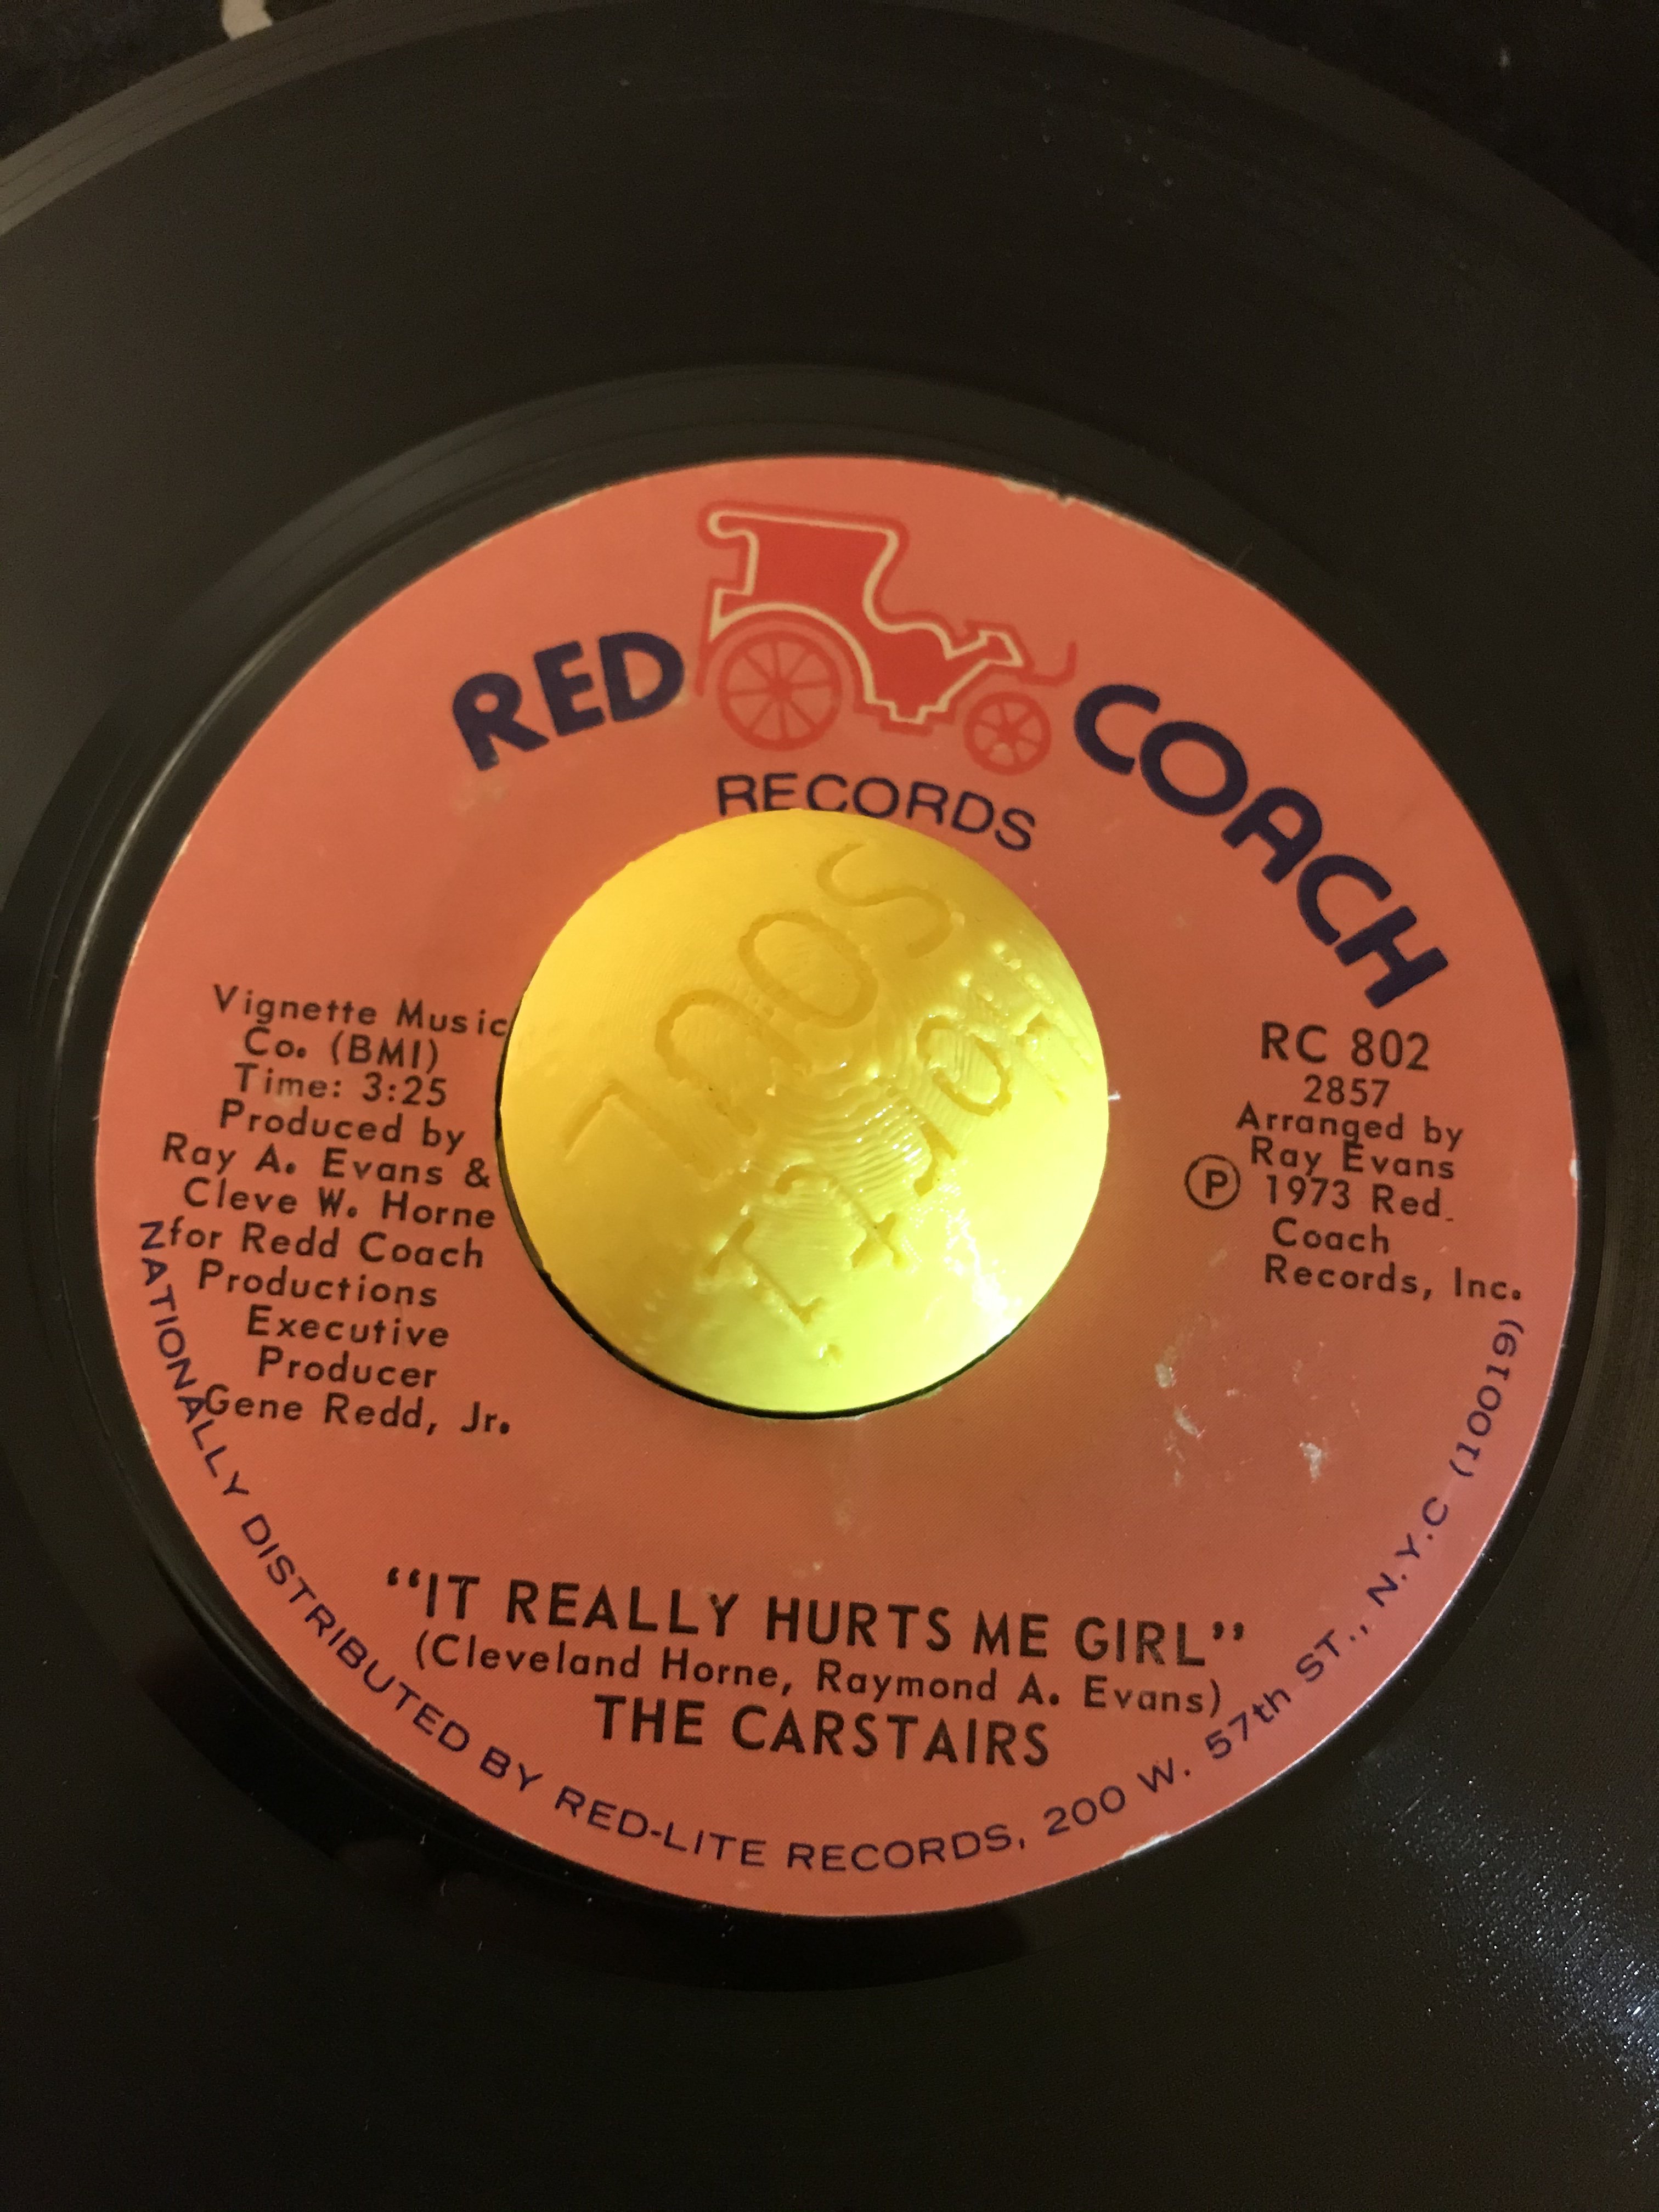 RED COACH
RECORDS
SOUL
Vignette Music
Co. (BMI)
Time: 3:25
Produced by
Ray A. Evans &
Cleve W. Horne
for Redd Coach
Productions
Executive
Producer
Gene Redd, Jr.
RC 802
2857
Arranged by
Ray Evans
Ⓟ 1973 Red
Coach
Records, Inc.
“IT REALLY HURTS ME GIRL”
(Cleveland Horne, Raymond A. Evans)
THE CARSTAIRS
NATIONALLY DISTRIBUTED BY RED-LITE RECORDS, 200 W. 57th ST., N.Y.C (10019)